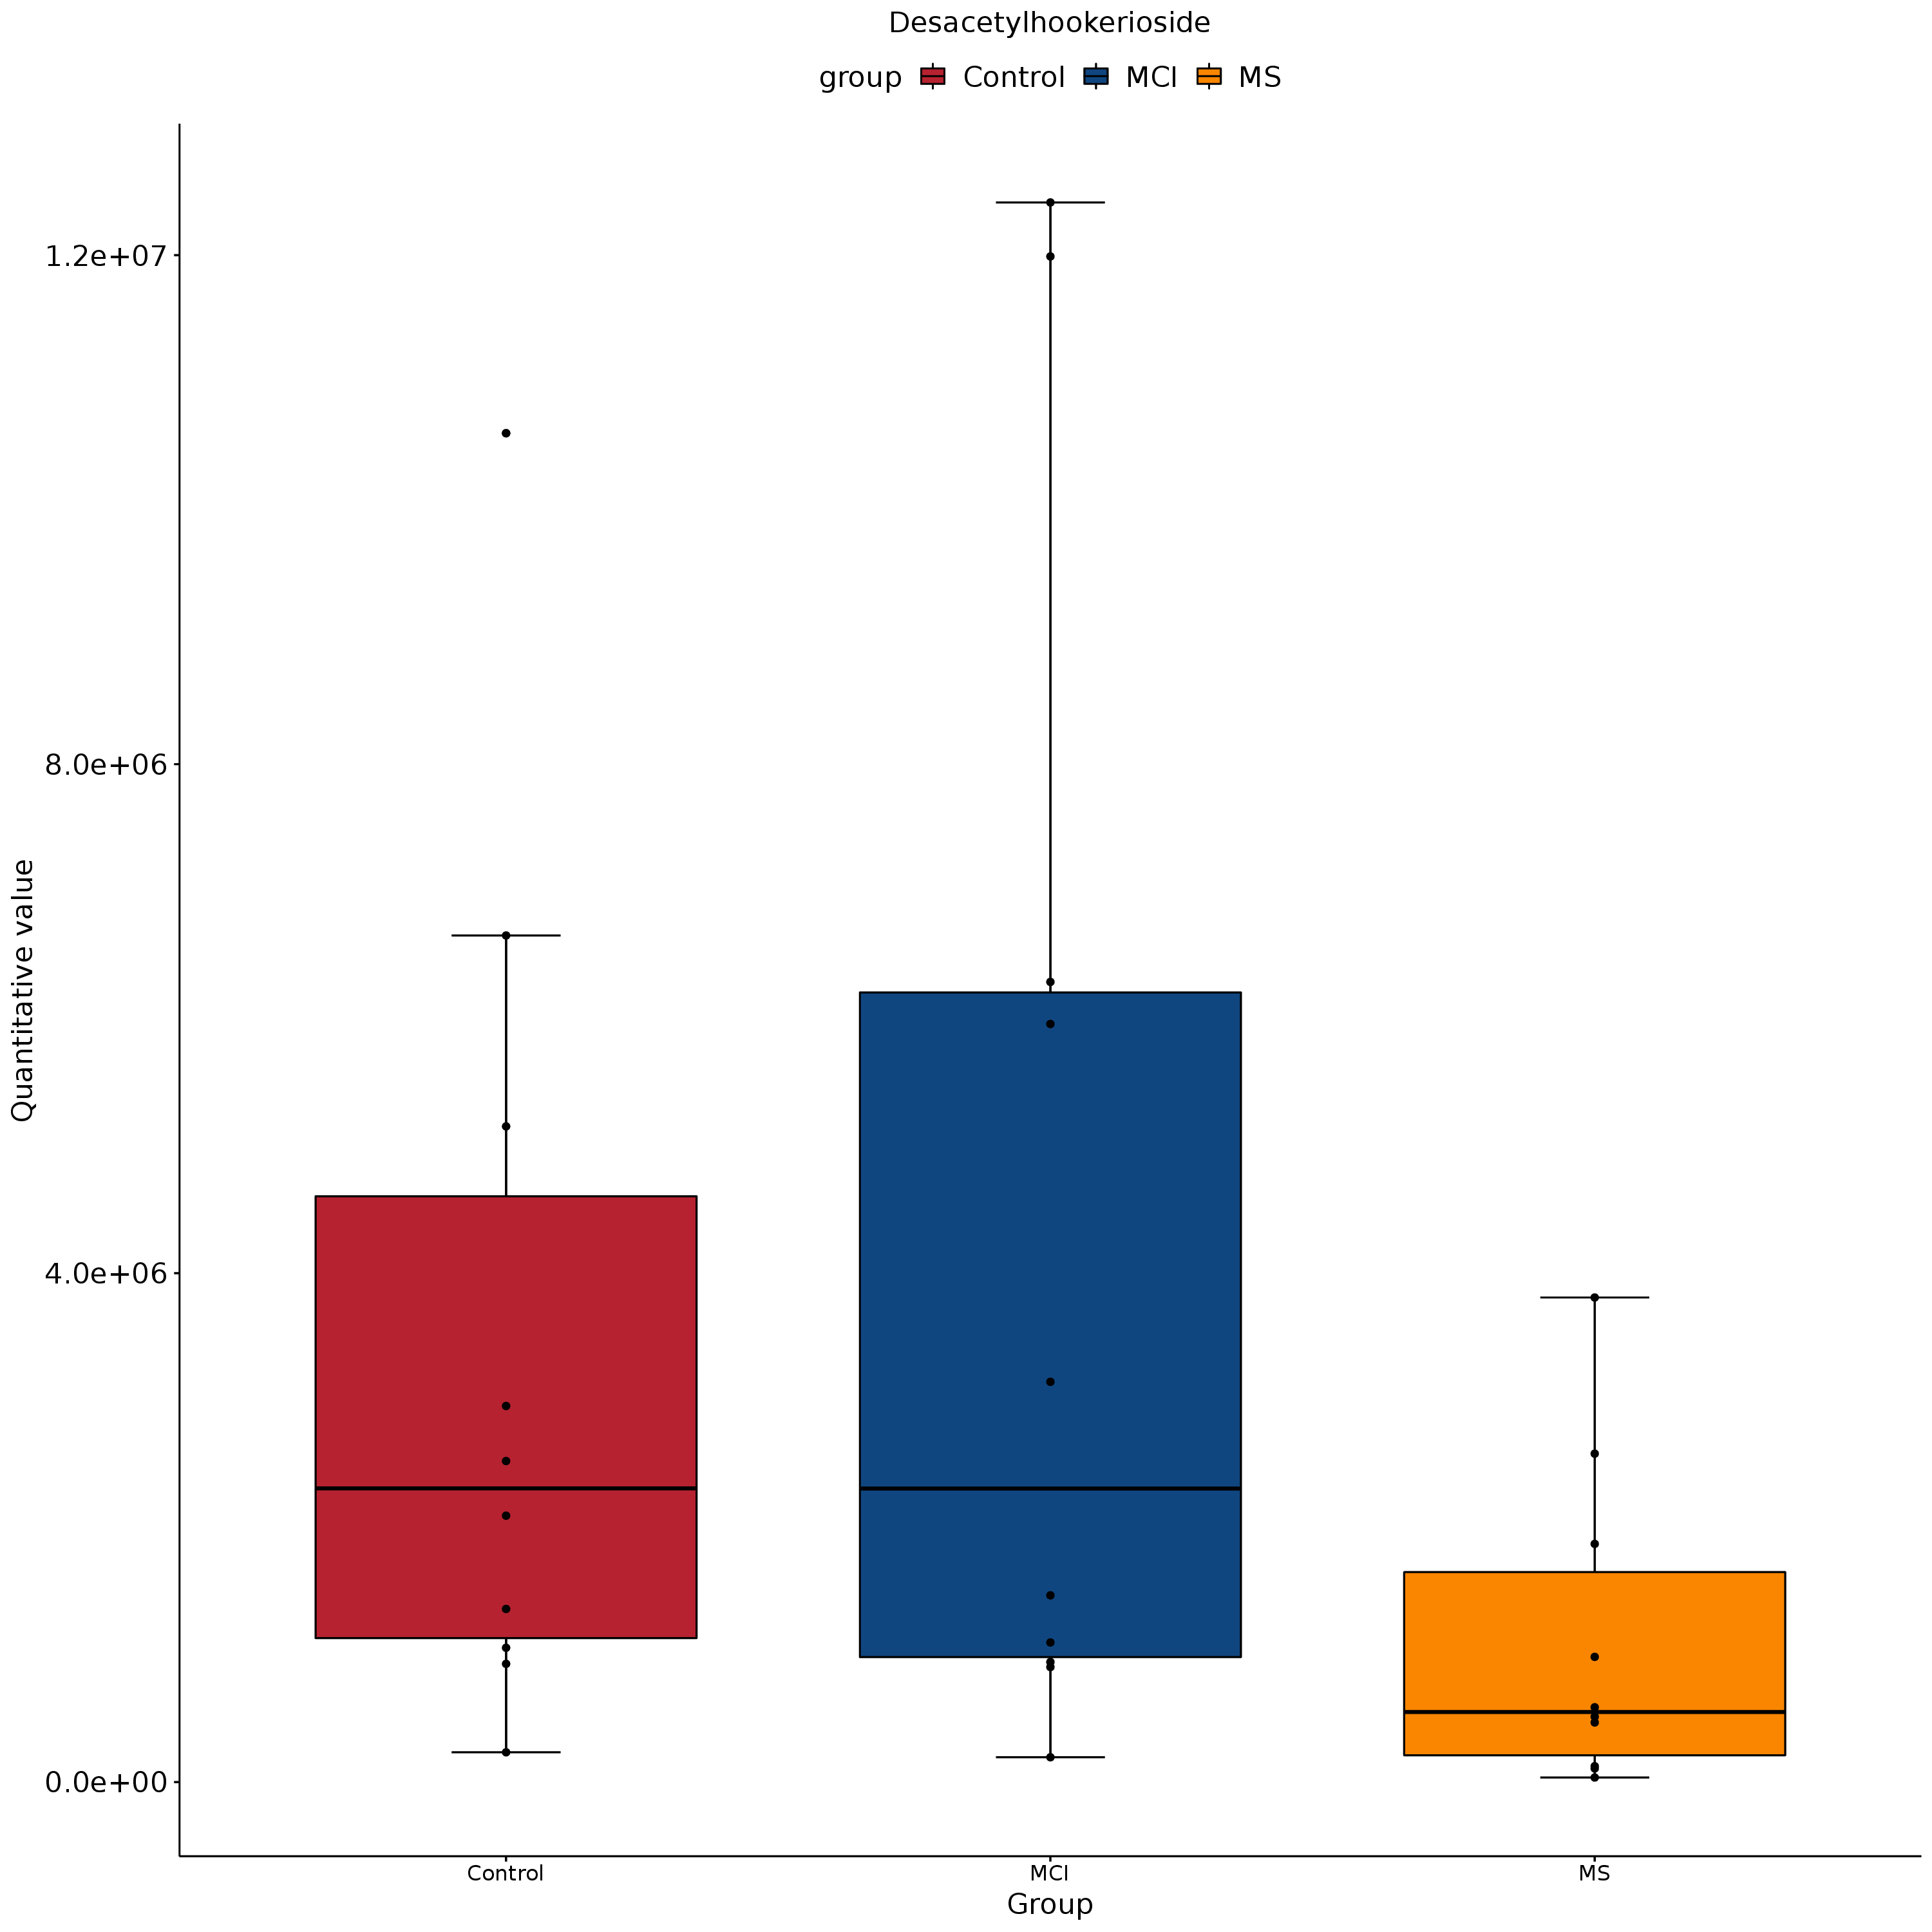 Desacetylhookerioside
group Control MCI MS
1.2e+07
8.0e+06
4.0e+06
0.0e+00
Quantitative value
Control MCI MS
Group